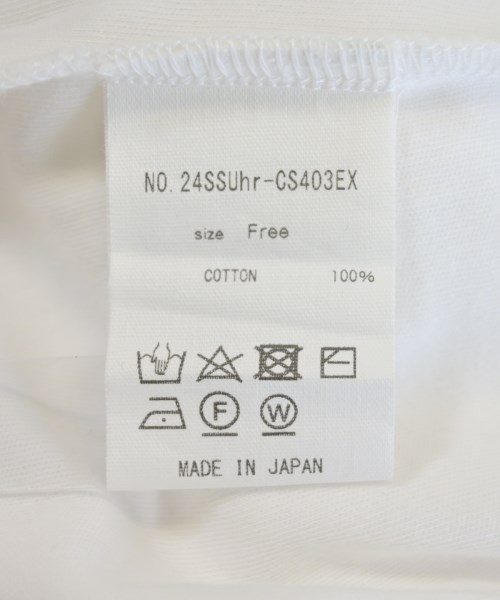 NO. 24SSUhr-CS403EX
size Free
COTTON 100%
F W
MADE IN JAPAN